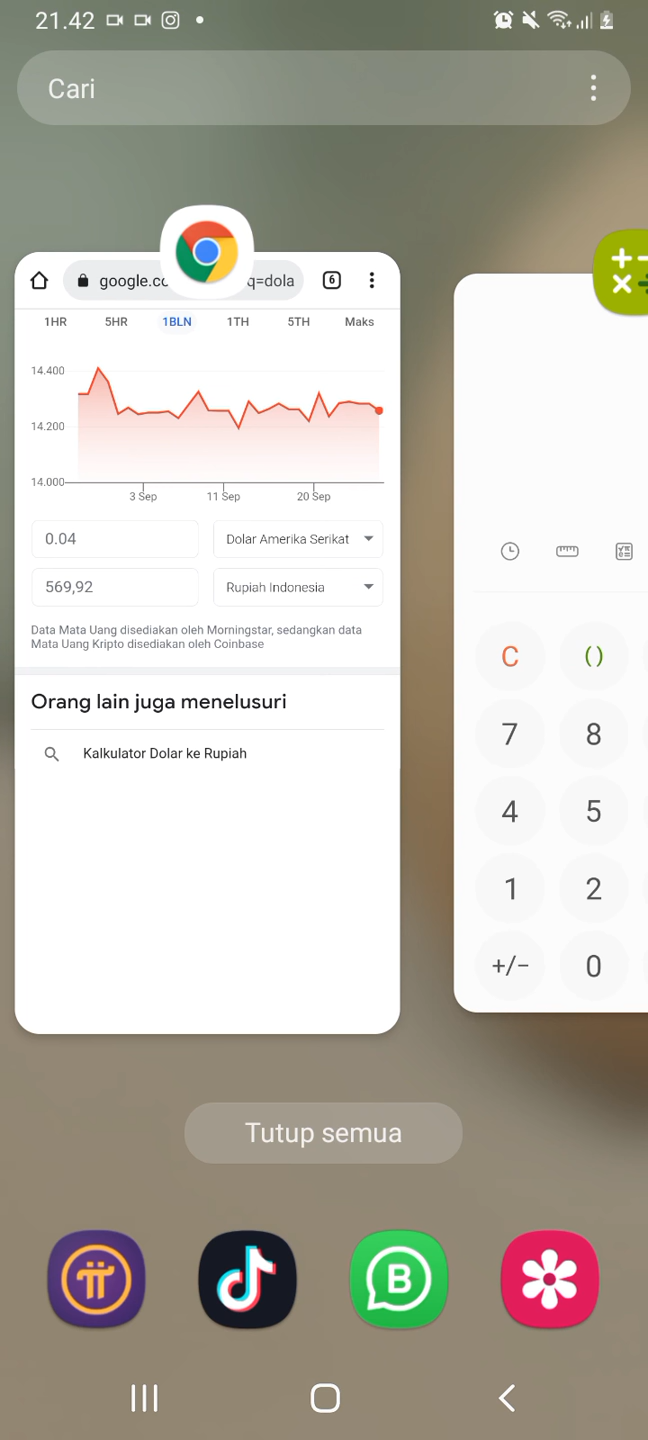 21.42
Cari
google.co
q=dola
6
1HR 5HR 1BLN 1TH 5TH Maks
14.400
14.200
14.000
3 Sep 11 Sep 20 Sep
0.04 Dolar Amerika Serikat
569,92 Rupiah Indonesia
Data Mata Uang disediakan oleh Morningstar, sedangkan data
Mata Uang Kripto disediakan oleh Coinbase
Orang lain juga menelusuri
Kalkulator Dolar ke Rupiah
C ()
7 8
4 5
1 2
+/− 0
Tutup semua
B